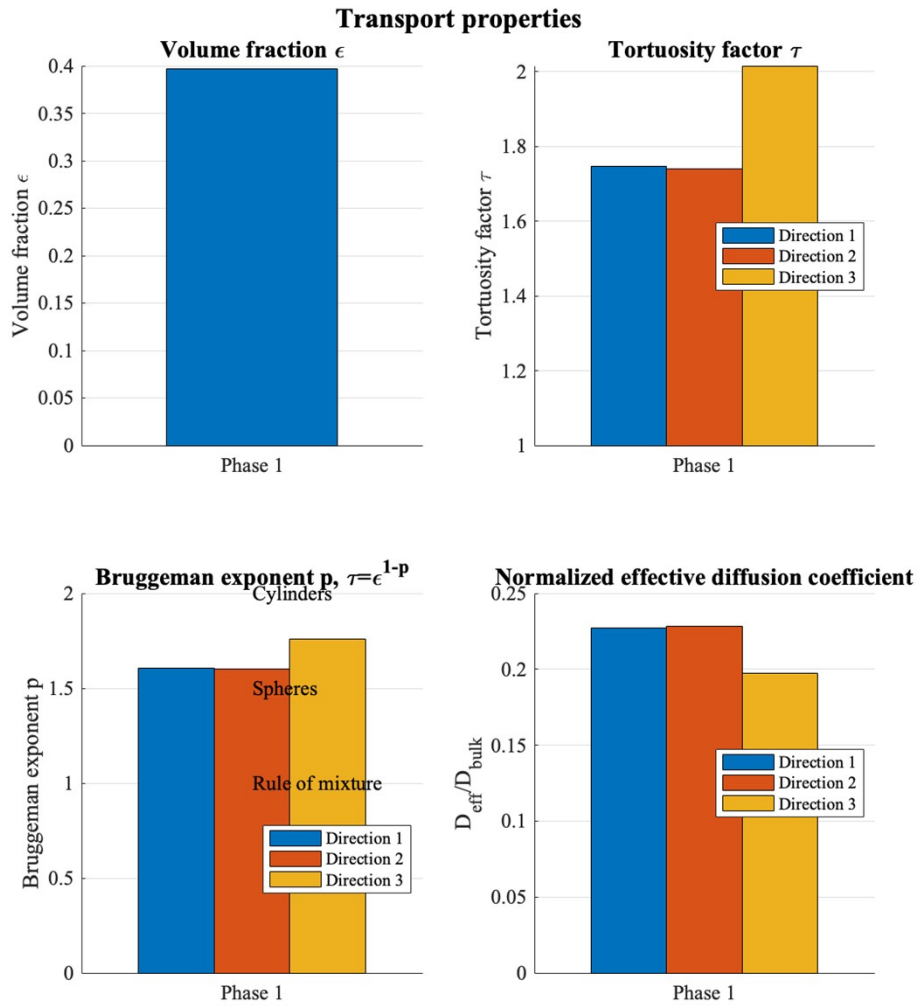 Transport properties
Volume fraction ϵ
Volume fraction ϵ
0.4
0.35
0.3
0.25
0.2
0.15
0.1
0.05
0
Phase 1
Tortuosity factor τ
Tortuosity factor τ
2
1.8
1.6
1.4
1.2
1
Direction 1
Direction 2
Direction 3
Phase 1
Bruggeman exponent p, τ=ϵ^1-p
Bruggeman exponent p
2
1.5
1
0.5
0
Cylinders
Spheres
Rule of mixture
Direction 1
Direction 2
Direction 3
Phase 1
Normalized effective diffusion coefficient
D_eff/D_bulk
0.25
0.2
0.15
0.1
0.05
0
Direction 1
Direction 2
Direction 3
Phase 1